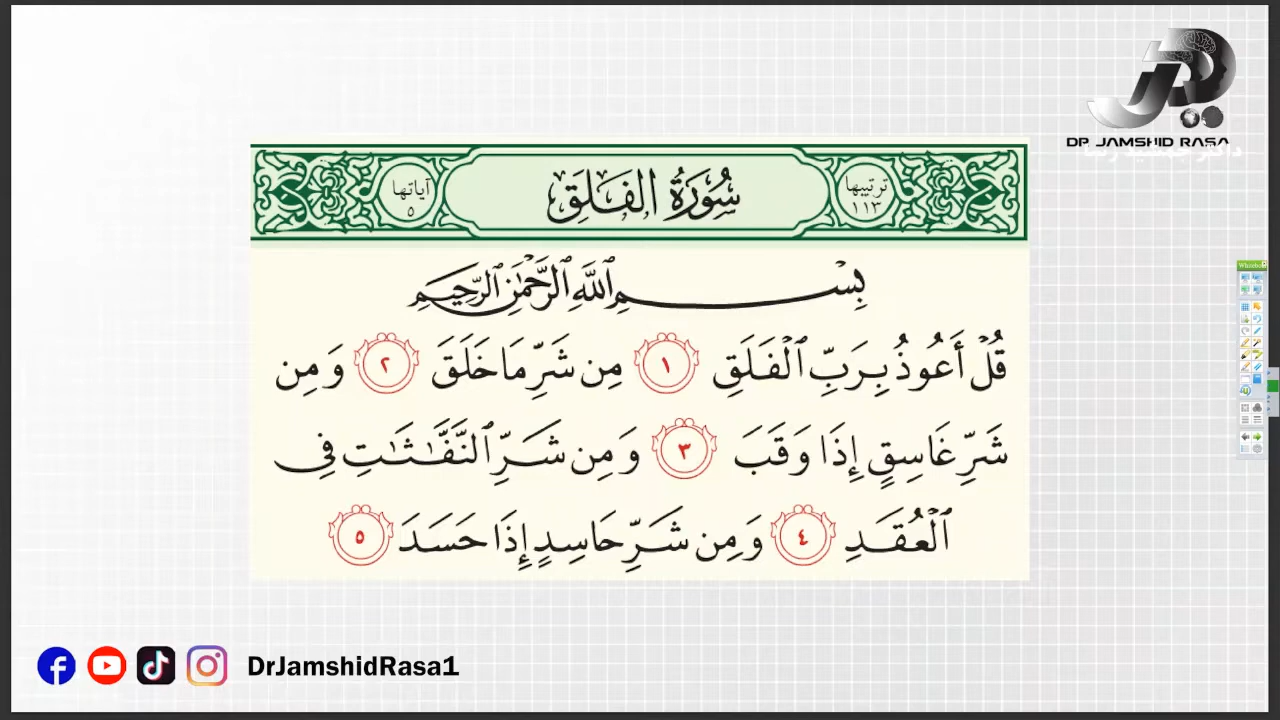 DR. JAMSHID RASA
ترتيبها
١١٣
سُورَةُ الفَلَقِ
آياتها
٥
بِسْمِ ٱللَّهِ ٱلرَّحْمَٰنِ ٱلرَّحِيمِ
قُلْ أَعُوذُ بِرَبِّ ٱلْفَلَقِ ١ مِن شَرِّ مَا خَلَقَ ٢ وَمِن
شَرِّ غَاسِقٍ إِذَا وَقَبَ ٣ وَمِن شَرِّ ٱلنَّفَّٰثَٰتِ فِى
ٱلْعُقَدِ ٤ وَمِن شَرِّ حَاسِدٍ إِذَا حَسَدَ ٥
DrJamshidRasa1